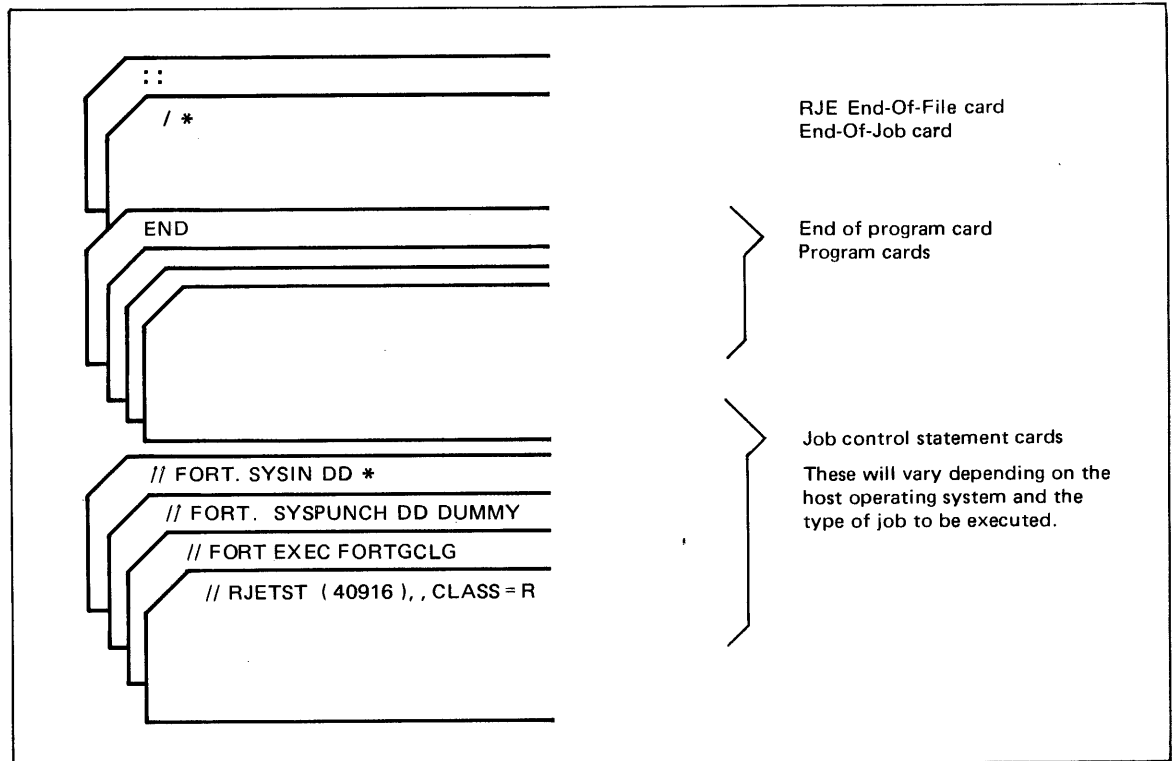 ::
/ *
RJE End-Of-File card
End-Of-Job card
END
End of program card
Program cards
// FORT. SYSIN DD *
// FORT. SYSPUNCH DD DUMMY
// FORT EXEC FORTGCLG
// RJETST ( 40916 ), , CLASS = R
Job control statement cards
These will vary depending on the
host operating system and the
type of job to be executed.